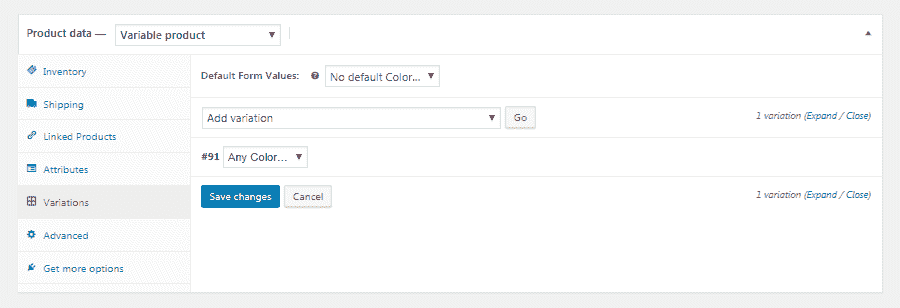 Product data — Variable product
Inventory
Shipping
Linked Products
Attributes
Variations
Advanced
Get more options
Default Form Values: ? No default Color...
Add variation Go 1 variation (Expand / Close)
#91 Any Color...
Save changes Cancel 1 variation (Expand / Close)